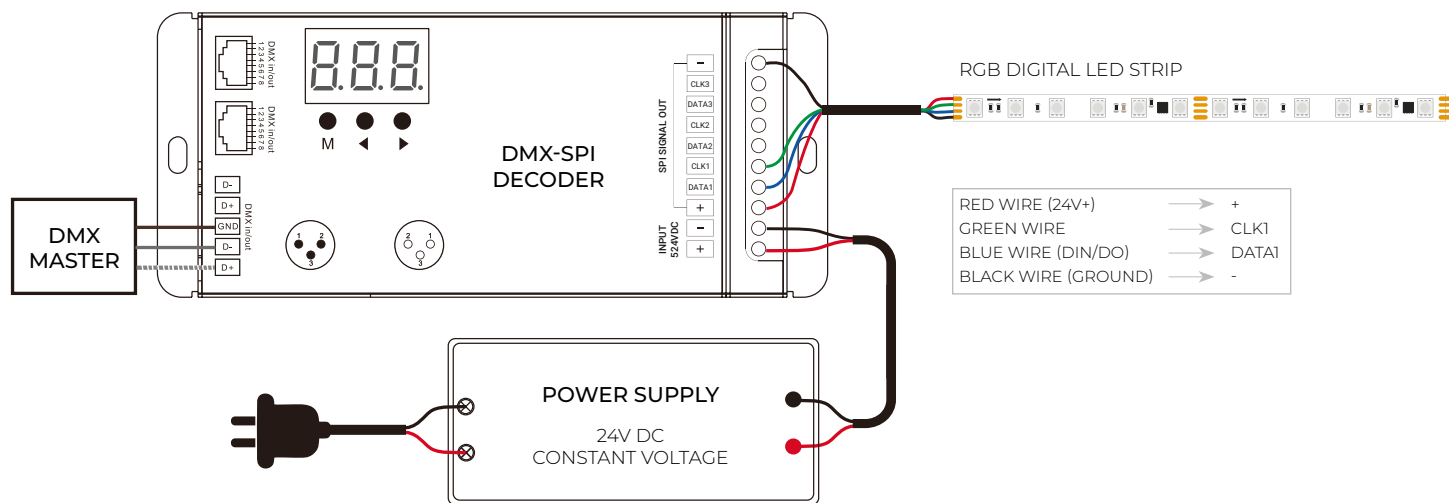 DMX in/out
12345678
DMX in/out
12345678
8.8.8.
M
DMX-SPI
DECODER
D-
D+
GND
D-
D+
DMX in/out
1 2
3
2 1
3
SPI SIGNAL OUT
-
CLK3
DATA3
CLK2
DATA2
CLK1
DATA1
+
INPUT
524VDC
-
+
DMX
MASTER
RGB DIGITAL LED STRIP
RED WIRE (24V+) +
GREEN WIRE CLK1
BLUE WIRE (DIN/DO) DATA1
BLACK WIRE (GROUND) -
POWER SUPPLY
24V DC
CONSTANT VOLTAGE